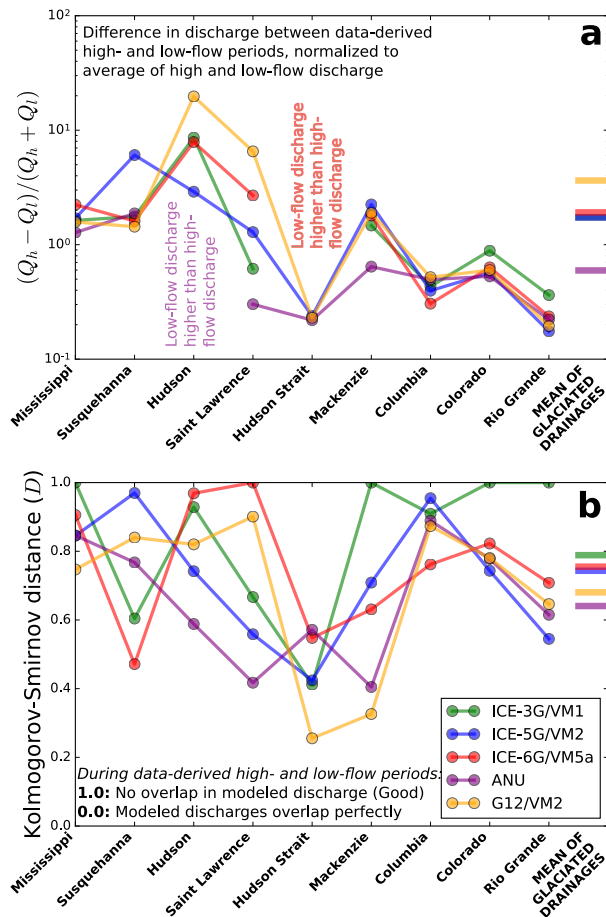 a
Difference in discharge between data-derived
high- and low-flow periods, normalized to
average of high and low-flow discharge
(Qₕ − Qₗ)/(Qₕ + Qₗ)
10²
10¹
10⁰
10⁻¹
Low-flow discharge
higher than high-
flow discharge
Low-flow discharge
higher than high-
flow discharge
Mississippi
Susquehanna
Hudson
Saint Lawrence
Hudson Strait
Mackenzie
Columbia
Colorado
Rio Grande
MEAN OF
GLACIATED
DRAINAGES
b
Kolmogorov-Smirnov distance (D)
1.0
0.8
0.6
0.4
0.2
0.0
ICE-3G/VM1
ICE-5G/VM2
ICE-6G/VM5a
ANU
G12/VM2
During data-derived high- and low-flow periods:
1.0: No overlap in modeled discharge (Good)
0.0: Modeled discharges overlap perfectly
Mississippi
Susquehanna
Hudson
Saint Lawrence
Hudson Strait
Mackenzie
Columbia
Colorado
Rio Grande
MEAN OF
GLACIATED
DRAINAGES